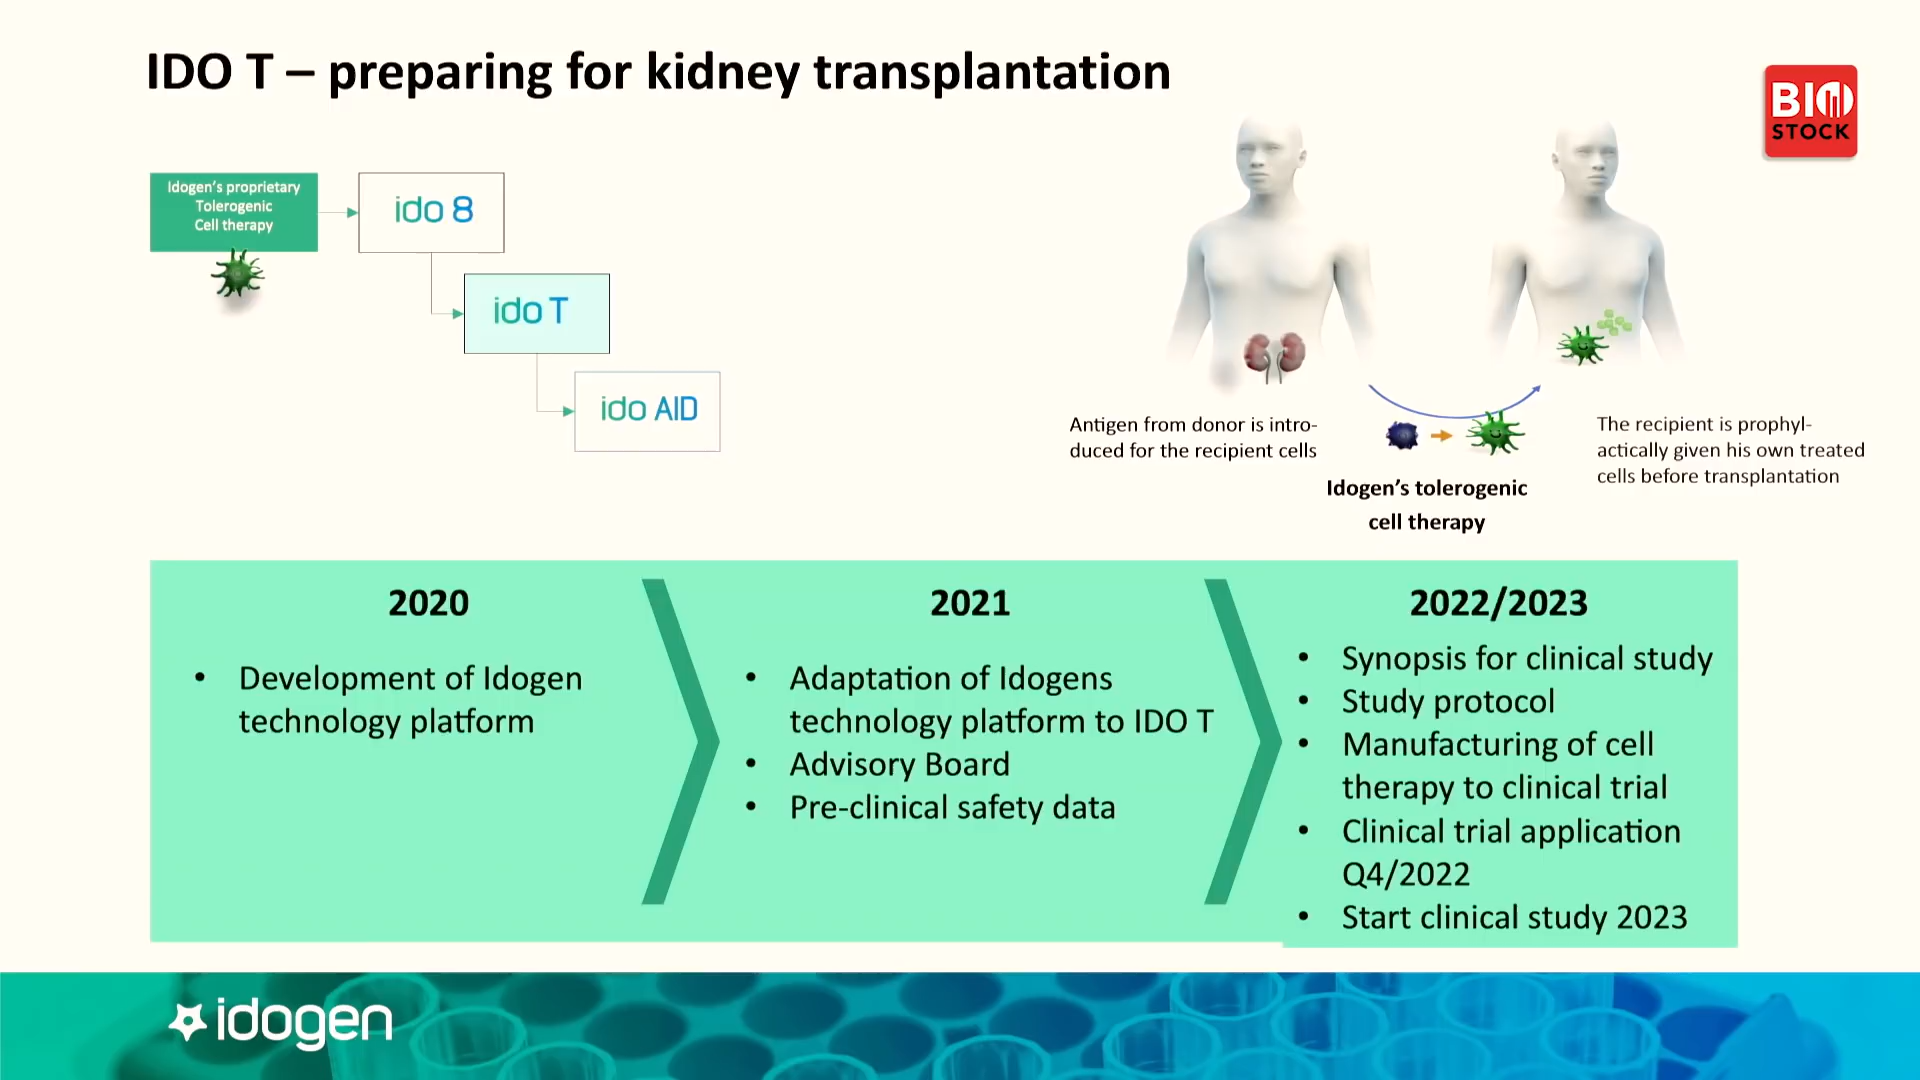 IDO T – preparing for kidney transplantation
BIO
STOCK
Idogen's proprietary
Tolerogenic
Cell therapy
ido 8
ido T
ido AID
Antigen from donor is intro-
duced for the recipient cells
Idogen's tolerogenic
cell therapy
The recipient is prophyl-
actically given his own treated
cells before transplantation
2020
• Development of Idogen
technology platform
2021
• Adaptation of Idogens
technology platform to IDO T
• Advisory Board
• Pre-clinical safety data
2022/2023
• Synopsis for clinical study
• Study protocol
• Manufacturing of cell
therapy to clinical trial
• Clinical trial application
Q4/2022
• Start clinical study 2023
idogen